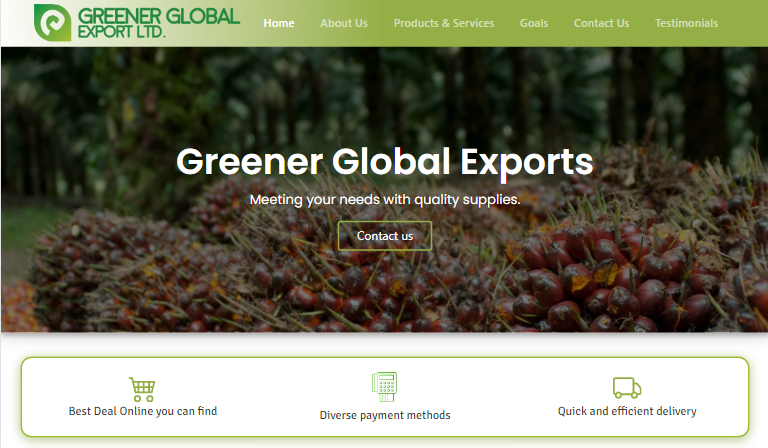 GREENER GLOBAL
EXPORT LTD.
Home About Us Products & Services Goals Contact Us Testimonials
Greener Global Exports
Meeting your needs with quality supplies.
Contact us
Best Deal Online you can find
Diverse payment methods
Quick and efficient delivery